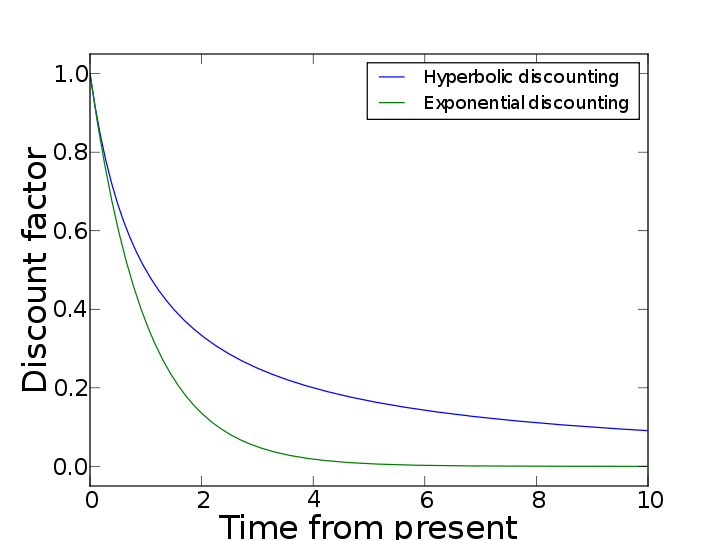 Hyperbolic discounting
Exponential discounting
1.0
0.8
0.6
0.4
0.2
0.0
Discount factor
0 2 4 6 8 10
Time from present